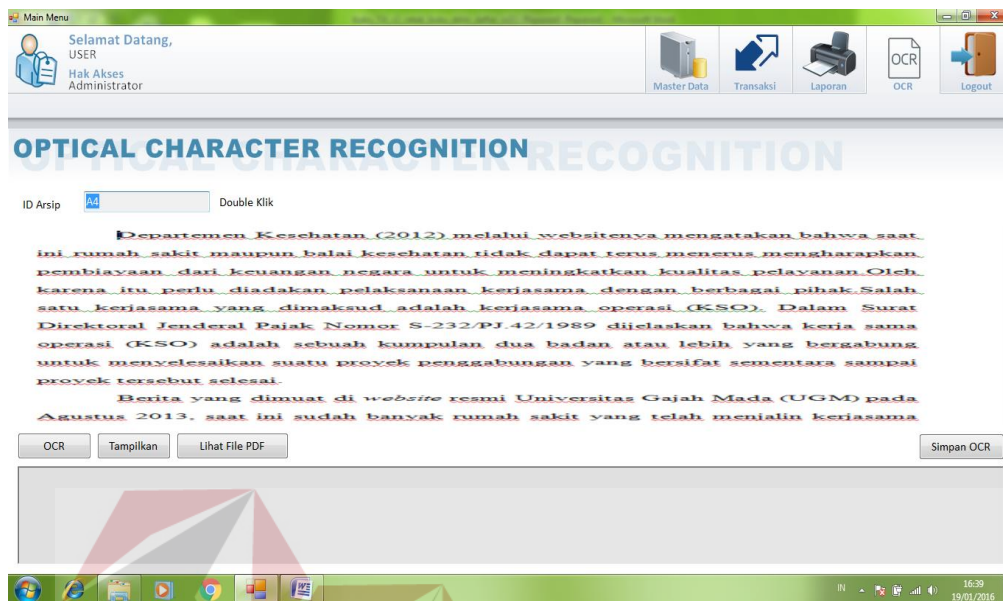 Main Menu
Selamat Datang,
USER
Hak Akses
Administrator
Master Data
Transaksi
Laporan
OCR
OCR
Logout
OPTICAL CHARACTER RECOGNITION
ID Arsip A4 Double Klik
Departemen Kesehatan (2012) melalui websitenya mengatakan bahwa saat
ini rumah sakit maupun balai kesehatan tidak dapat terus menerus mengharapkan
pembiayaan dari keuangan negara untuk meningkatkan kualitas pelayanan.Oleh
karena itu perlu diadakan pelaksanaan kerjasama dengan berbagai pihak.Salah
satu kerjasama yang dimaksud adalah kerjasama operasi (KSO). Dalam Surat
Direktoral Jenderal Pajak Nomor S-232/PJ.42/1989 dijelaskan bahwa kerja sama
operasi (KSO) adalah sebuah kumpulan dua badan atau lebih yang bergabung
untuk menyelesaikan suatu proyek penggabungan yang bersifat sementara sampai
proyek tersebut selesai.
Berita yang dimuat di website resmi Universitas Gajah Mada (UGM) pada
Agustus 2013, saat ini sudah banyak rumah sakit yang telah menjalin kerjasama
OCR Tampilkan Lihat File PDF Simpan OCR
IN 16:39
19/01/2016